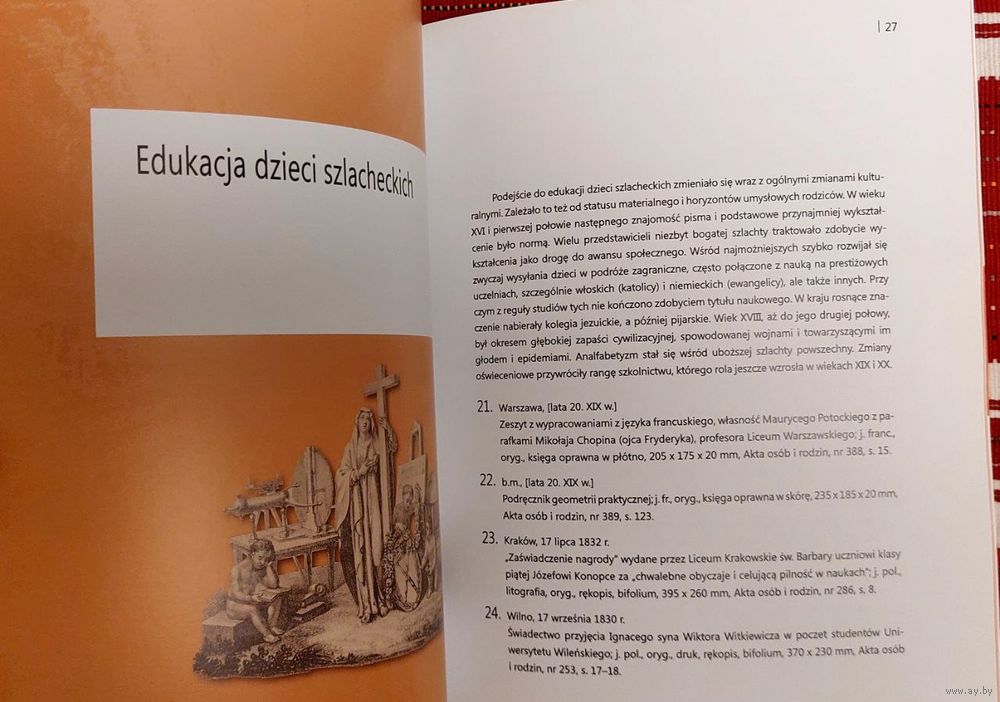 Edukacja dzieci szlacheckich
| 27
Podejście do edukacji dzieci szlacheckich zmieniało się wraz z ogólnymi zmianami kultu-
ralnymi. Zależało to też od statusu materialnego i horyzontów umysłowych rodziców. W wieku
XVI i pierwszej połowie następnego znajomość pisma i podstawowe przynajmniej wykształ-
cenie było normą. Wielu przedstawicieli niezbyt bogatej szlachty traktowało zdobycie wy-
kształcenia jako drogę do awansu społecznego. Wśród najmożniejszych szybko rozwijał się
zwyczaj wysyłania dzieci w podróże zagraniczne, często połączone z nauką na prestiżowych
uczelniach, szczególnie włoskich (katolicy) i niemieckich (ewangelicy), ale także innych. Przy
czym z reguły studiów tych nie kończono zdobyciem tytułu naukowego. W kraju rosnące zna-
czenie nabierały kolegia jezuickie, a później pijarskie. Wiek XVIII, aż do jego drugiej połowy,
był okresem głębokiej zapaści cywilizacyjnej, spowodowanej wojnami i towarzyszącymi im
głodem i epidemiami. Analfabetyzm stał się wśród uboższej szlachty powszechny. Zmiany
oświeceniowe przywróciły rangę szkolnictwu, którego rola jeszcze wzrosła w wiekach XIX i XX.
21. Warszawa, [lata 20. XIX w.]
Zeszyt z wypracowaniami z języka francuskiego, własność Maurycego Potockiego z pa-
rafkami Mikołaja Chopina (ojca Fryderyka), profesora Liceum Warszawskiego; j. franc.,
oryg., księga oprawna w płótno, 205 x 175 x 20 mm, Akta osób i rodzin, nr 388, s. 15.
22. b.m., [lata 20. XIX w.]
Podręcznik geometrii praktycznej; j. fr., oryg., księga oprawna w skórę, 235 x 185 x 20 mm,
Akta osób i rodzin, nr 389, s. 123.
23. Kraków, 17 lipca 1832 r.
„Zaświadczenie nagrody" wydane przez Liceum Krakowskie św. Barbary uczniowi klasy
piątej Józefowi Konopce za „chwalebne obyczaje i celującą pilność w naukach"; j. pol.,
litografia, oryg., rękopis, bifolium, 395 x 260 mm, Akta osób i rodzin, nr 286, s. 8.
24. Wilno, 17 września 1830 r.
Świadectwo przyjęcia Ignacego syna Wiktora Witkiewicza w poczet studentów Uni-
wersytetu Wileńskiego; j. pol., oryg., druk, rękopis, bifolium, 370 x 230 mm, Akta osób
i rodzin, nr 253, s. 17–18.
www.ay.by